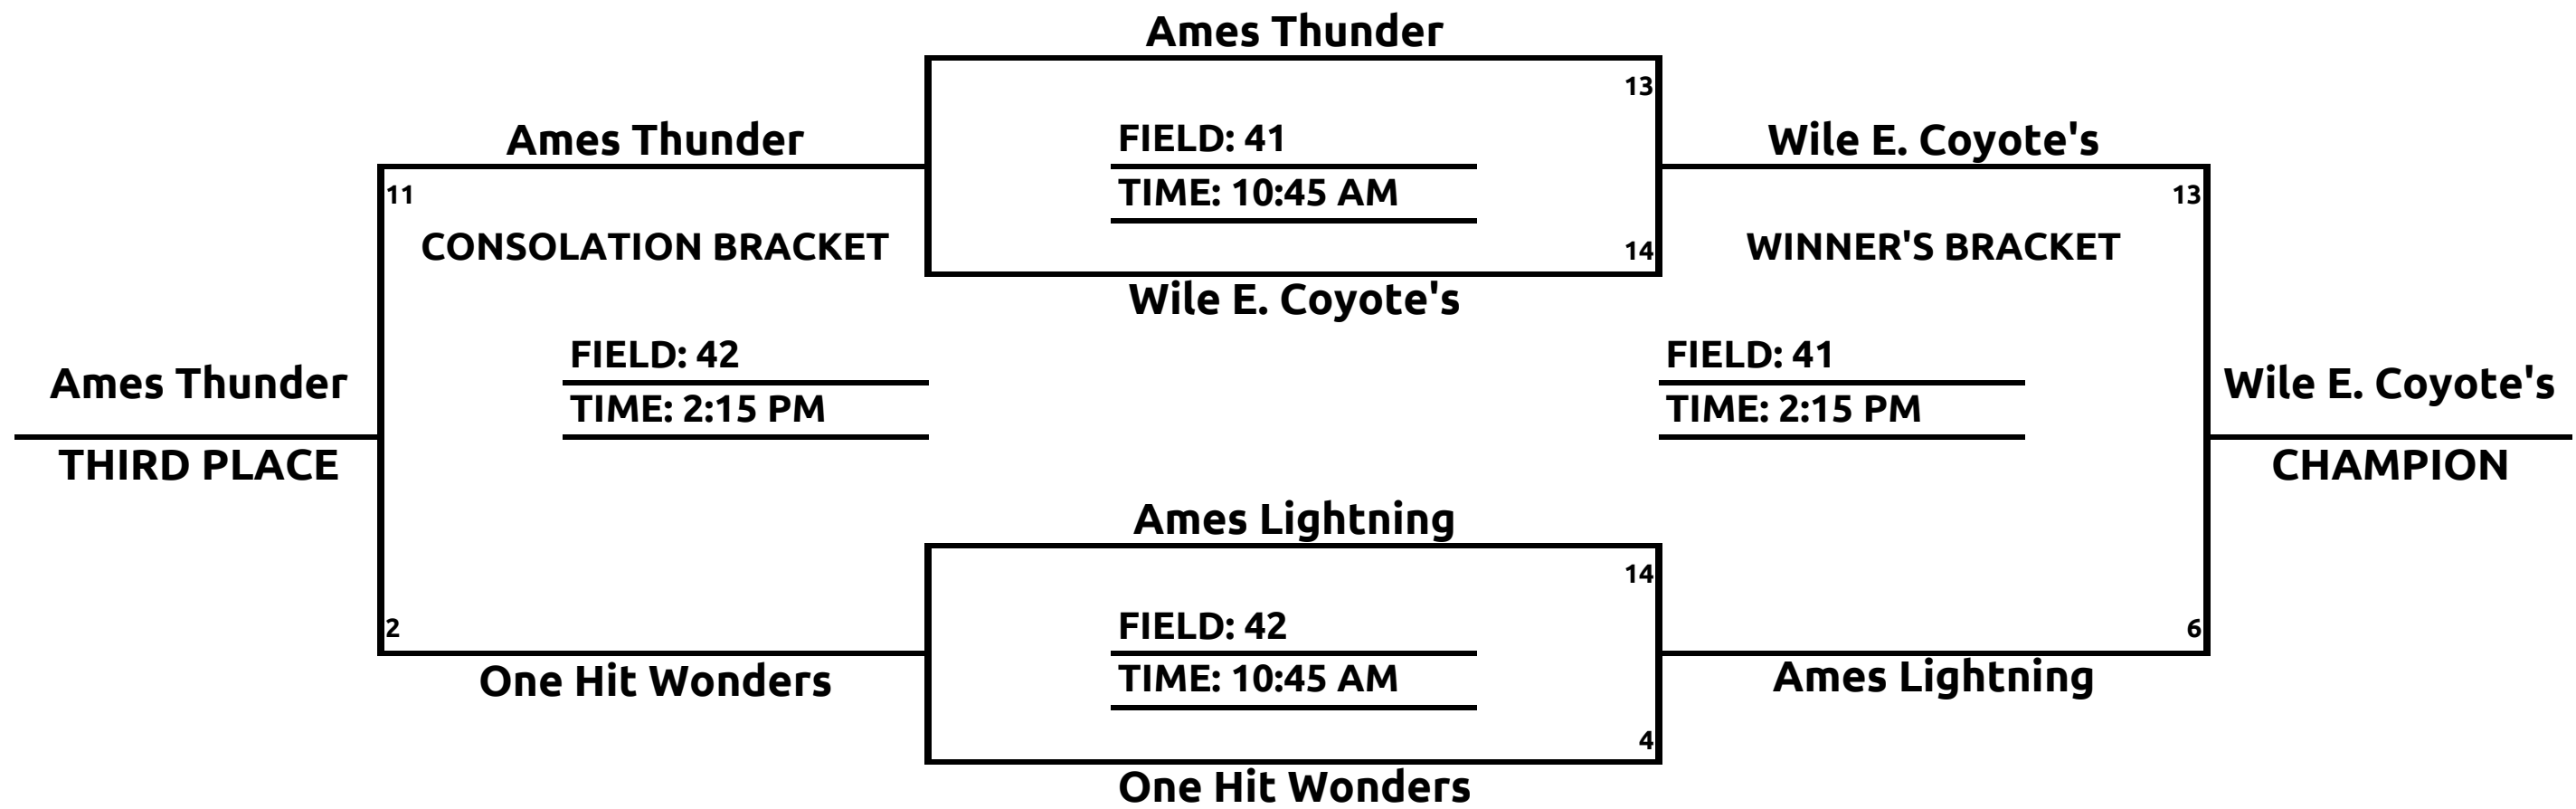 Ames Thunder
13
FIELD: 41
TIME: 10:45 AM
14
Wile E. Coyote's
Ames Thunder
11
CONSOLATION BRACKET
FIELD: 42
TIME: 2:15 PM
2
One Hit Wonders
Ames Thunder
THIRD PLACE
Wile E. Coyote's
13
WINNER'S BRACKET
FIELD: 41
TIME: 2:15 PM
6
Ames Lightning
Wile E. Coyote's
CHAMPION
Ames Lightning
14
FIELD: 42
TIME: 10:45 AM
4
One Hit Wonders